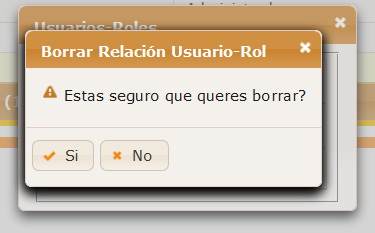 Usuarios-Roles
Borrar Relación Usuario-Rol
Estas seguro que queres borrar?
Si
No